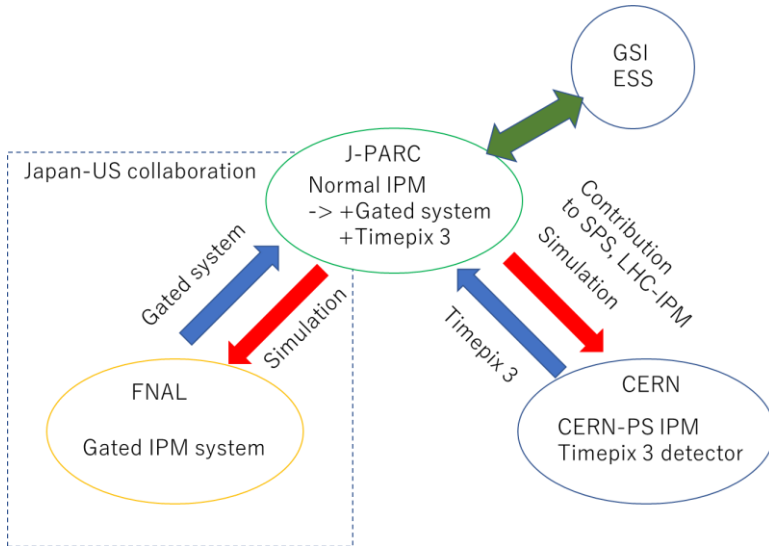 GSI
ESS
J-PARC
Japan-US collaboration
Normal IPM
-> +Gated system
+Timepix 3
Contribution
to SPS, LHC-IPM
Simulation
Gated system
Simulation
Timepix 3
FNAL
Gated IPM system
CERN
CERN-PS IPM
Timepix 3 detector